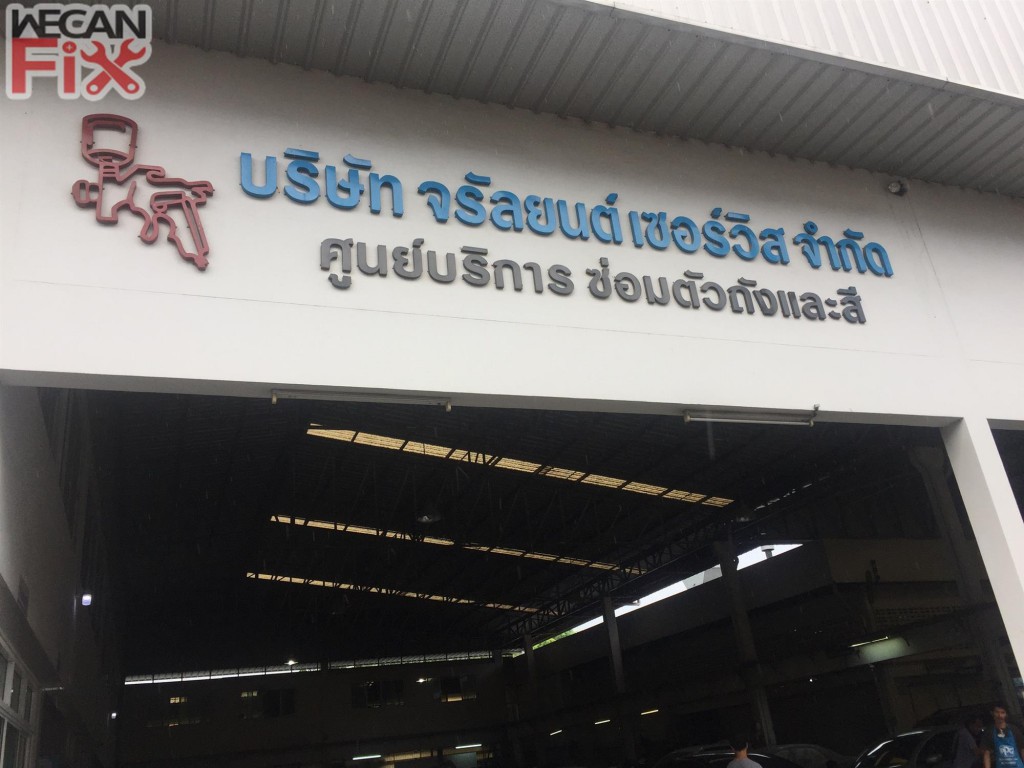 WECAN
Fix
บริษัท จรัลยนต์ เซอร์วิส จำกัด
ศูนย์บริการ ซ่อมตัวถังและสี